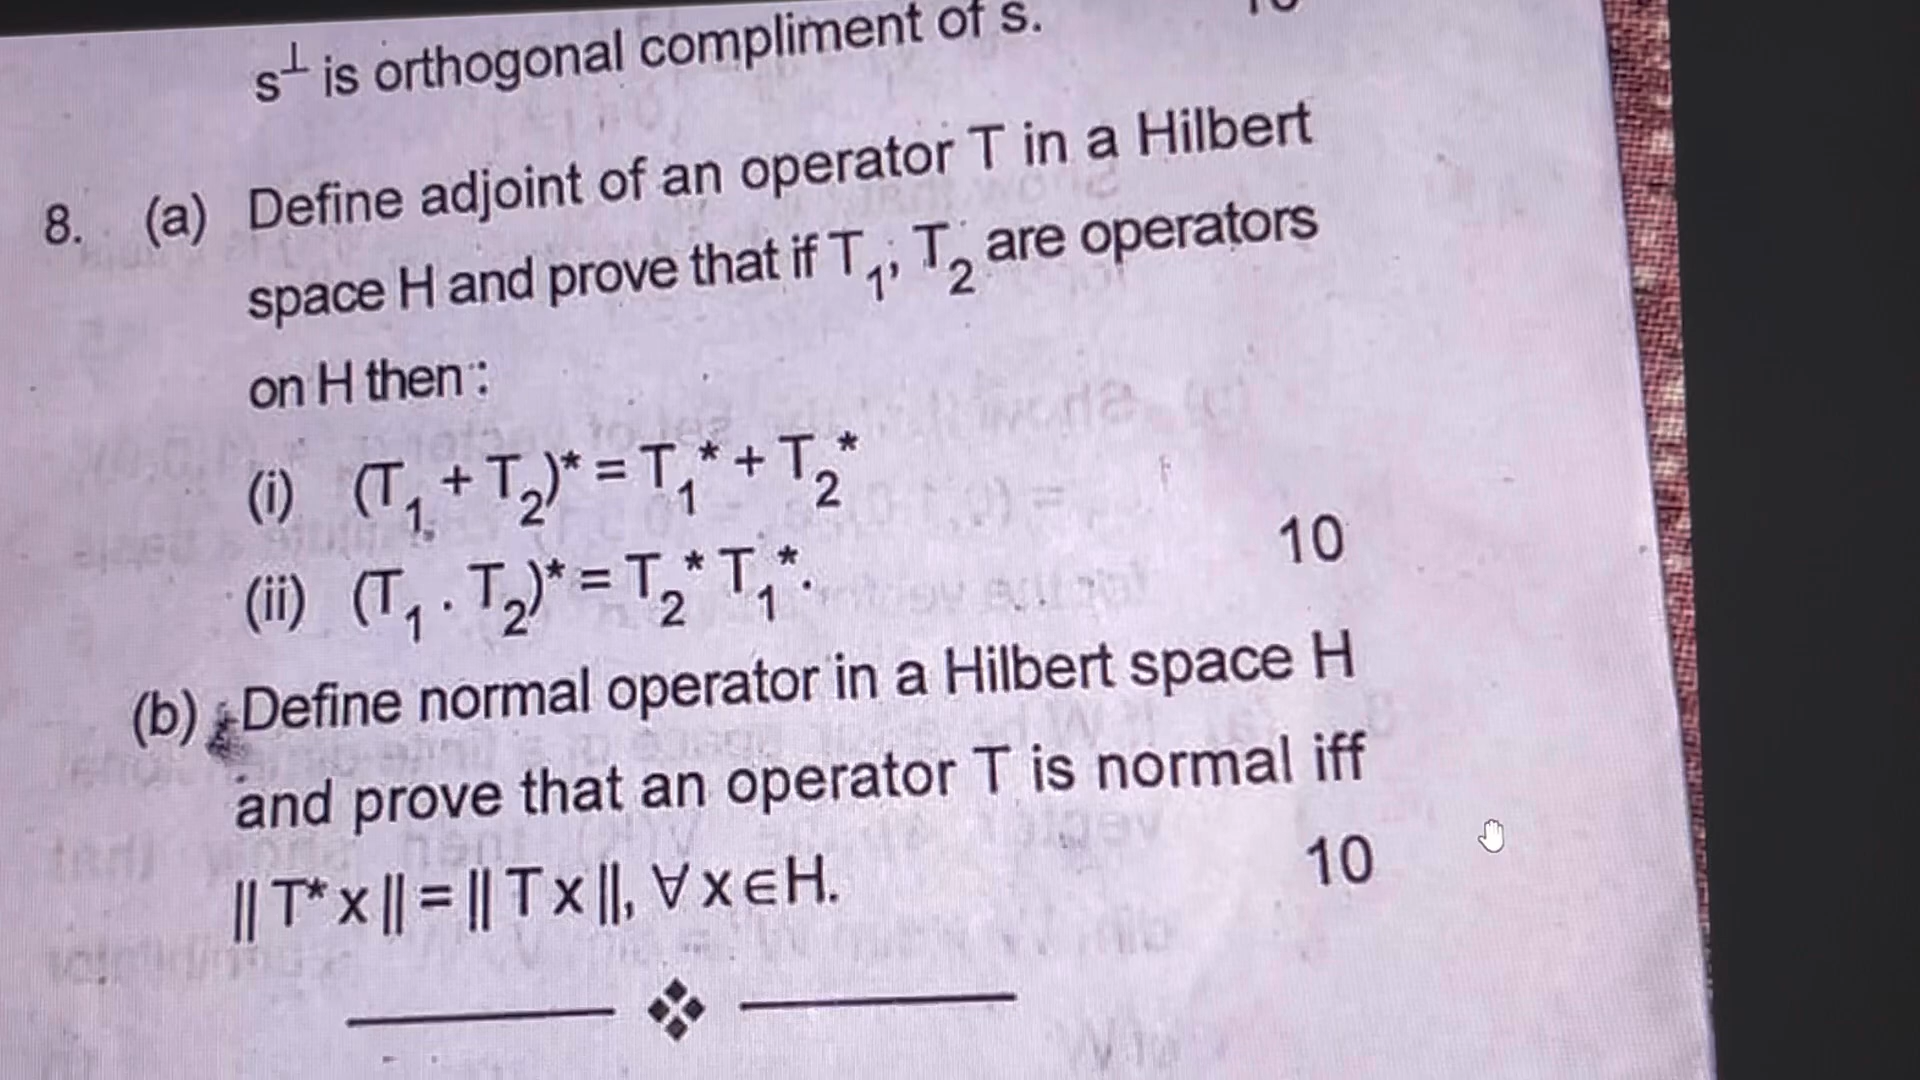 s⊥ is orthogonal compliment of s.
8. (a) Define adjoint of an operator T in a Hilbert
space H and prove that if T₁, T₂ are operators
on H then :
(i) (T₁ + T₂)* = T₁* + T₂*
(ii) (T₁ . T₂)* = T₂* T₁*. 10
(b) Define normal operator in a Hilbert space H
and prove that an operator T is normal iff
|| T* x || = || T x ||, ∀ x ∈ H. 10